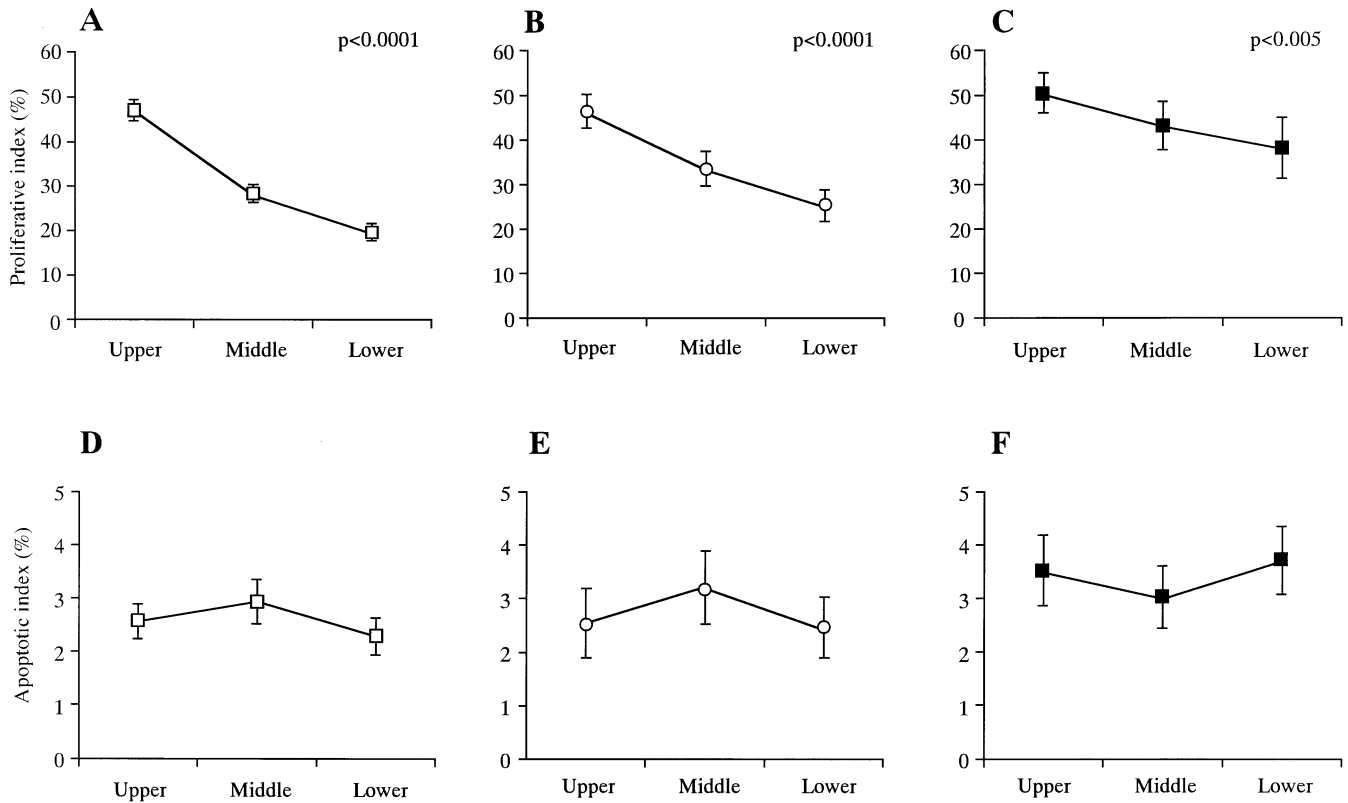 A
p<0.0001
Proliferative index (%)
60
50
40
30
20
10
0
Upper Middle Lower
B
p<0.0001
60
50
40
30
20
10
0
Upper Middle Lower
C
p<0.005
60
50
40
30
20
10
0
Upper Middle Lower
D
Apoptotic index (%)
5
4
3
2
1
0
Upper Middle Lower
E
5
4
3
2
1
0
Upper Middle Lower
F
5
4
3
2
1
0
Upper Middle Lower